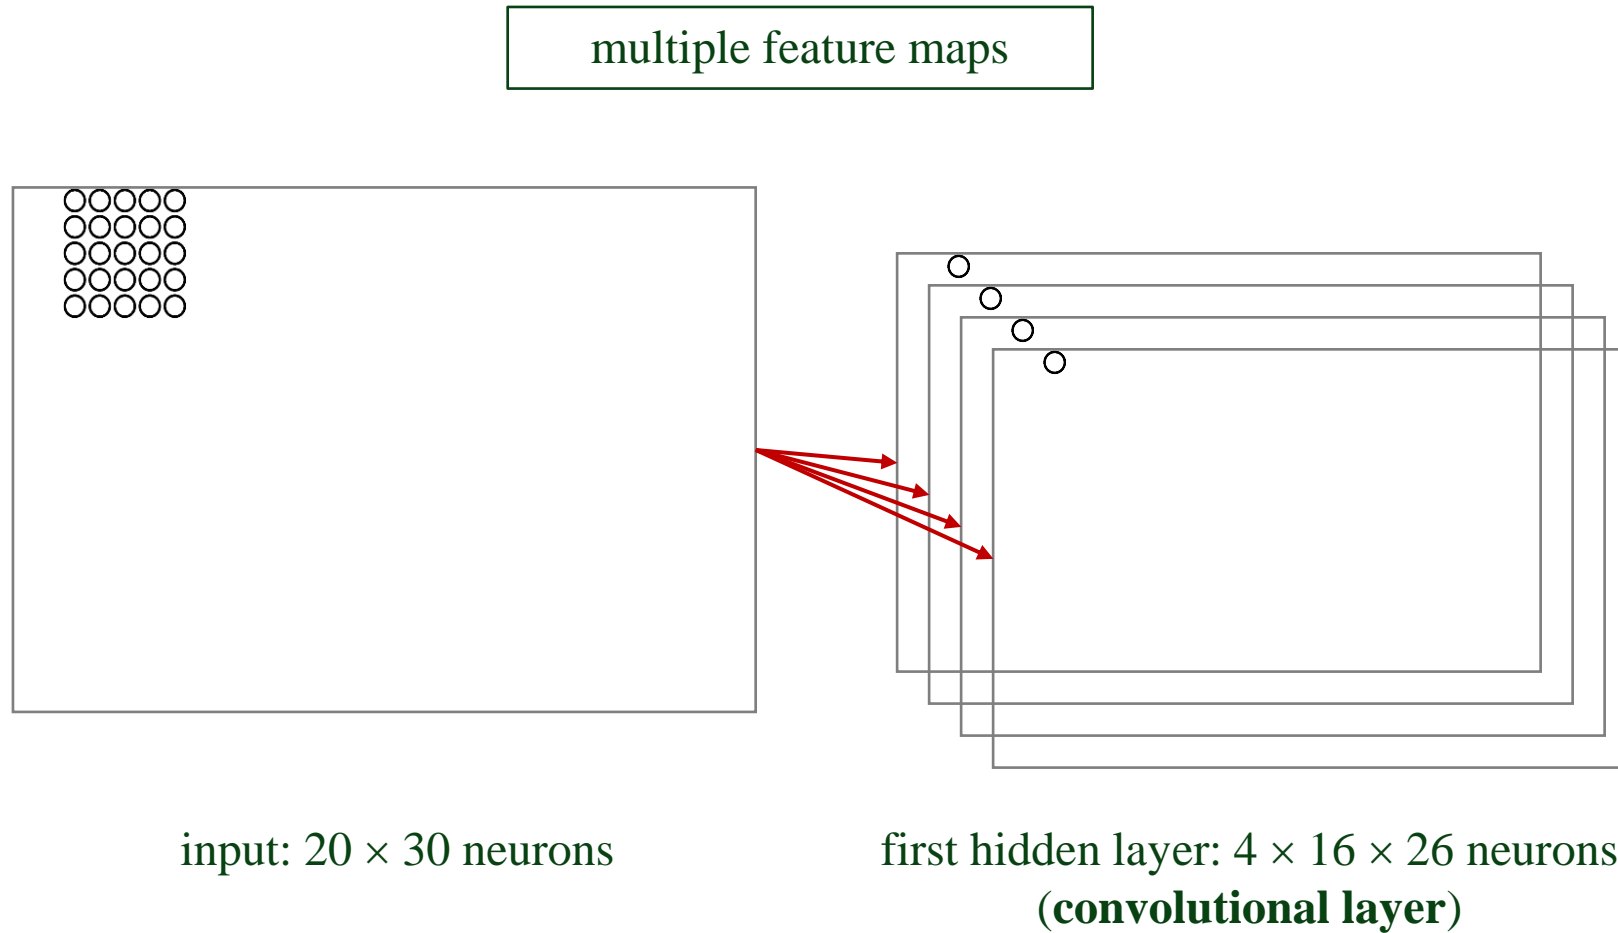 multiple feature maps
input: 20 × 30 neurons
first hidden layer: 4 × 16 × 26 neurons
(convolutional layer)